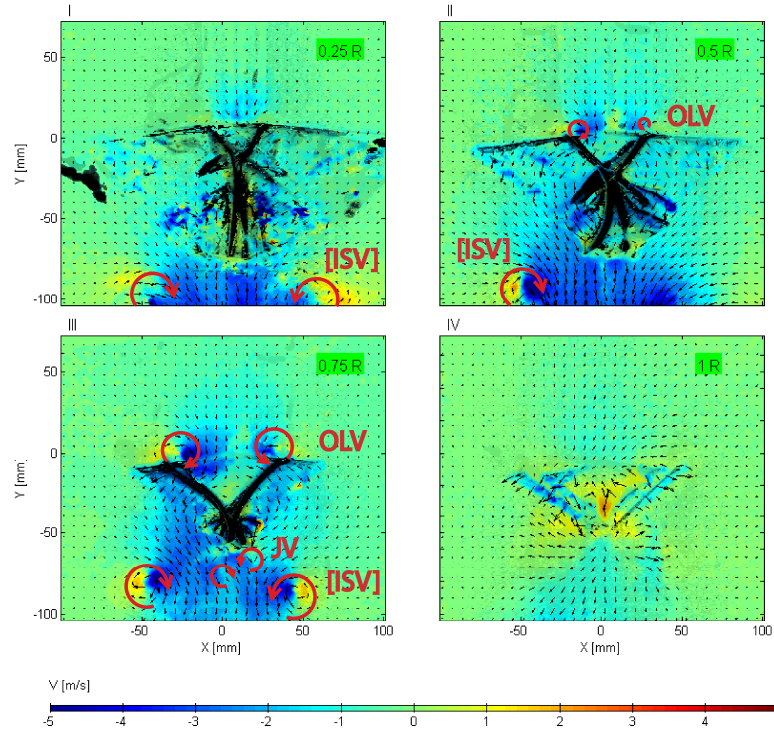 I
II
0.25 R
0.5 R
OLV
50
0
-50
-100
Y [mm]
[ISV]
[ISV]
III
IV
0.75 R
1 R
OLV
JV
[ISV]
50
0
-50
-100
Y [mm]
-50 0 50 100
X [mm]
-50 0 50 100
X [mm]
V [m/s]
-5 -4 -3 -2 -1 0 1 2 3 4